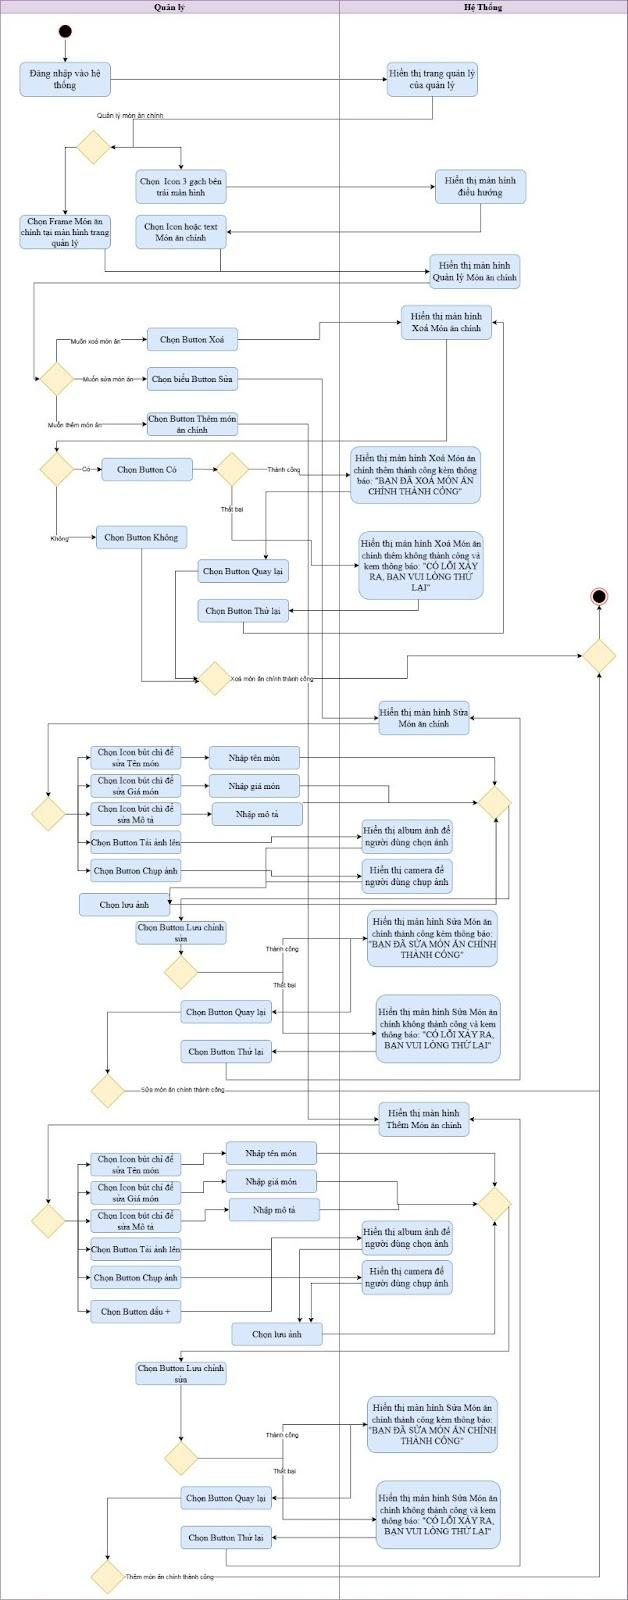 Quản lý
Hệ Thống
Đăng nhập vào hệ
thống
Hiển thị trang quản lý
của quản lý
Quản lý món ăn chính
Chọn Icon 3 gạch bên
trái màn hình
Hiển thị màn hình
điều hướng
Chọn Frame Món ăn
chính tại màn hình trang
quản lý
Chọn Icon hoặc text
Món ăn chính
Hiển thị màn hình
Quản lý Món ăn chính
Hiển thị màn hình
Xoá Món ăn chính
Muốn xoá món ăn
Chọn Button Xoá
Muốn sửa món ăn
Chọn biểu Button Sửa
Muốn thêm món ăn
Chọn Button Thêm món
ăn chính
Có
Chọn Button Có
Thành công
Hiển thị màn hình Xoá Món ăn
chính thêm thành công kèm thông
báo: "BẠN ĐÃ XOÁ MÓN ĂN
CHÍNH THÀNH CÔNG"
Thất bại
Không
Chọn Button Không
Hiển thị màn hình Xoá Món ăn
chính thêm không thành công và
kem thông báo: "CÓ LỖI XẢY
RA, BẠN VUI LÒNG THỬ
LẠI"
Chọn Button Quay lại
Chọn Button Thử lại
Xoá món ăn chính thành công
Hiển thị màn hình Sửa
Món ăn chính
Chọn Icon bút chì để
sửa Tên món
Nhập tên món
Chọn Icon bút chì để
sửa Giá món
Nhập giá món
Chọn Icon bút chì để
sửa Mô tả
Nhập mô tả
Chọn Button Tải ảnh lên
Hiển thị album ảnh để
người dùng chọn ảnh
Chọn Button Chụp ảnh
Hiển thị camera để
người dùng chụp ảnh
Chọn lưu ảnh
Chọn Button Lưu chỉnh
sửa
Thành công
Hiển thị màn hình Sửa Món ăn
chính thành công kèm thông báo:
"BẠN ĐÃ SỬA MÓN ĂN CHÍNH
THÀNH CÔNG"
Thất bại
Chọn Button Quay lại
Hiển thị màn hình Sửa Món ăn
chính không thành công và kem
thông báo: "CÓ LỖI XẢY RA,
BẠN VUI LÒNG THỬ LẠI"
Chọn Button Thử lại
Sửa món ăn chính thành công
Hiển thị màn hình
Thêm Món ăn chính
Chọn Icon bút chì để
sửa Tên món
Nhập tên món
Chọn Icon bút chì để
sửa Giá món
Nhập giá món
Chọn Icon bút chì để
sửa Mô tả
Nhập mô tả
Chọn Button Tải ảnh lên
Hiển thị album ảnh để
người dùng chọn ảnh
Chọn Button Chụp ảnh
Hiển thị camera để
người dùng chụp ảnh
Chọn Button dấu +
Chọn lưu ảnh
Chọn Button Lưu chỉnh
sửa
Thành công
Hiển thị màn hình Sửa Món ăn
chính thành công kèm thông báo:
"BẠN ĐÃ SỬA MÓN ĂN CHÍNH
THÀNH CÔNG"
Thất bại
Chọn Button Quay lại
Hiển thị màn hình Sửa Món ăn
chính không thành công và kem
thông báo: "CÓ LỖI XẢY RA,
BẠN VUI LÒNG THỬ LẠI"
Chọn Button Thử lại
Thêm món ăn chính thành công